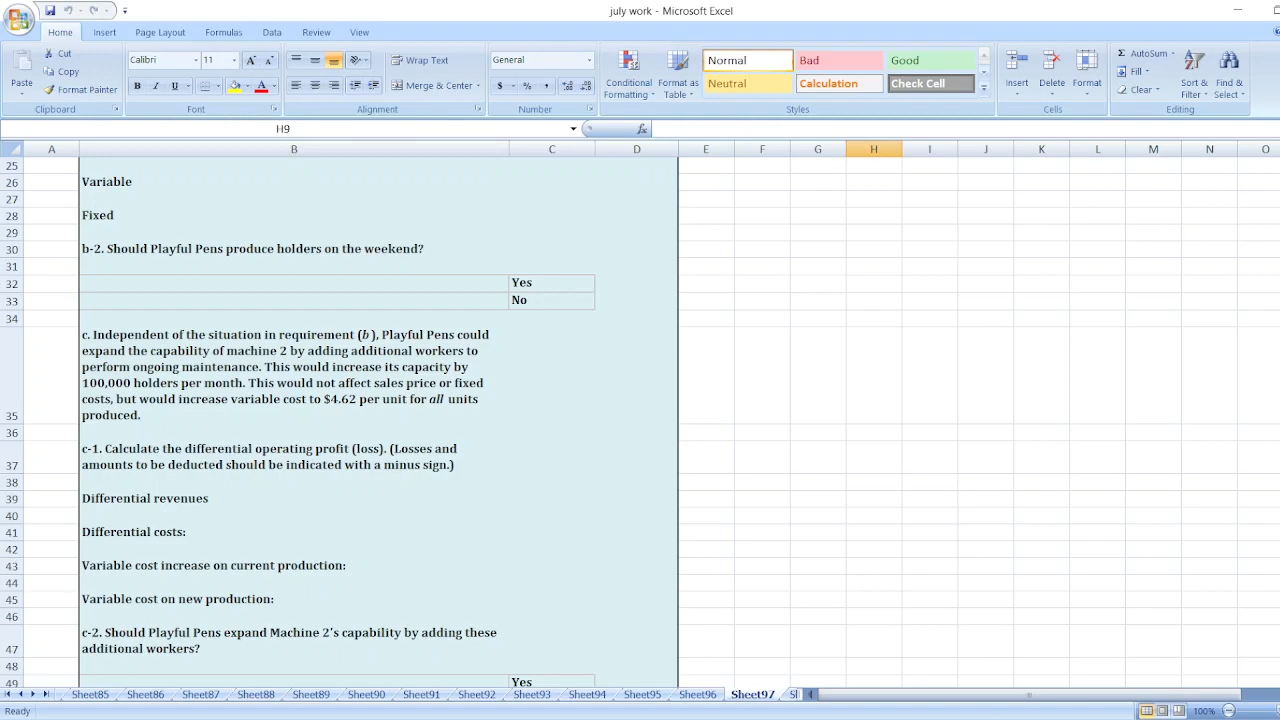 july work - Microsoft Excel
Home Insert Page Layout Formulas Data Review View
Paste
Cut
Copy
Format Painter
Clipboard
Calibri 11
B I U
A A
A
Font
Wrap Text
Merge & Center
Alignment
General
$ % ,
Number
Conditional Formatting
Format as Table
Normal Bad Good
Neutral Calculation Check Cell
Styles
Insert Delete Format
Cells
Σ AutoSum
Fill
Clear
Sort & Filter
Find & Select
Editing
H9 fx
A B C D E F G H I J K L M N O
25
26 Variable
27
28 Fixed
29
30 b-2. Should Playful Pens produce holders on the weekend?
31
32 Yes
33 No
34
c. Independent of the situation in requirement (b ), Playful Pens could
expand the capability of machine 2 by adding additional workers to
perform ongoing maintenance. This would increase its capacity by
100,000 holders per month. This would not affect sales price or fixed
costs, but would increase variable cost to $4.62 per unit for all units
35 produced.
36
c-1. Calculate the differential operating profit (loss). (Losses and
37 amounts to be deducted should be indicated with a minus sign.)
38
39 Differential revenues
40
41 Differential costs:
42
43 Variable cost increase on current production:
44
45 Variable cost on new production:
46
c-2. Should Playful Pens expand Machine 2's capability by adding these
47 additional workers?
48
49 Yes
Sheet85 Sheet86 Sheet87 Sheet88 Sheet89 Sheet90 Sheet91 Sheet92 Sheet93 Sheet94 Sheet95 Sheet96 Sheet97 Sl
Ready 100%